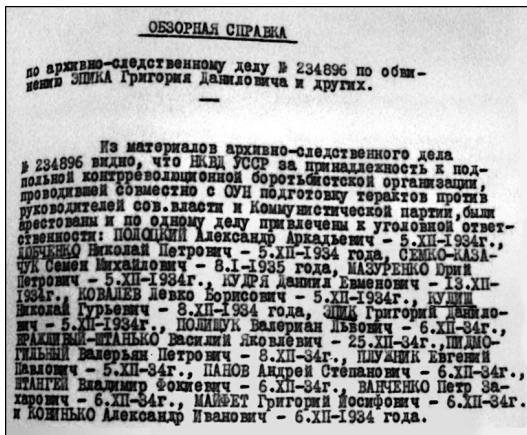 ОБЗОРНАЯ СПРАВКА
по архивно-следственному делу № 234896 по обви-
нению ЭПИКА Григория Даниловича и других.
Из материалов архивно-следственного дела
№ 234896 видно, что НКВД УССР за принадлежность к под-
польной контрреволюционной боротьбистской организации,
проводившей совместно с ОУН подготовку терактов против
руководителей сов.власти и Коммунистической партии,были
арестованы и по одному делу привлечены к уголовной ответ-
ственности: ПОЛОЦКИЙ Александр Аркадьевич - 5.XII-1934г.,
ЛЮБЧЕНКО Николай Петрович - 5.XII-1934 года, СЕМКО-КАЗА-
ЧУК Семен Михайлович - 8.I-1935 года, МАЗУРЕНКО Юрий
Петрович - 5.XII-1934г., КУДРЯ Даниил Евменович - 13.XII-
1934г., КОВАЛЕВ Левко Борисович - 5.XII-1934г., КУЛИШ
Николай Гурьевич - 8.XII-1934 года, ЭПИК Григорий Данило-
вич - 5.XII-1934г., ПОЛИЩУК Валериан Львович - 6.XII-34г.,
ВРАЖЛИВЫЙ-ШТАНЬКО Василий Яковлевич - 25.XII-34г.,ПИДМО-
ГИЛЬНЫЙ Валерьян Петрович - 8.XII-34г., ПЛУЖНИК Евгений
Павлович - 5.XII-34г., ПАНОВ Андрей Степанович - 6.XII-34г.,
ШТАНГЕЙ Владимир Фокиевич - 6.XII-34г., ВАНЧЕНКО Петр За-
харович - 6.XII-34г., МАЙФЕТ Григорий Йосифович - 6.XII-34г.
и КОВИНЬКО Александр Иванович - 6.XII-1934 года.